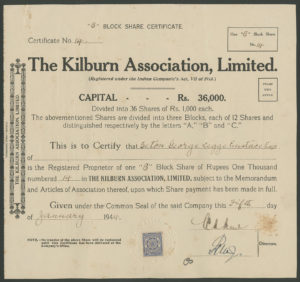 -"B" BLOCK SHARE CERTIFICATE
Certificate No. 14.
One "B" Block Share
No. 14.
The Kilburn Association, Limited.
(Registered under the Indian Companies's Act, VII of 1913.)
CAPITAL - - - Rs. 36,000.
Divided into 36 Shares of Rs. 1,000 each.
The abovementioned Shares are divided into three Blocks, each of 12 Shares and
distinguished respectively by the letters "A," "B" and "C."
This is to Certify that George
is the Registered Proprietor of one "B" Block Share of Rupees One Thousand
numbered 14 in THE KILBURN ASSOCIATION, LIMITED, subject to the Memorandum
and Articles of Association thereof, upon which Share payment has been made in full.
Given under the Common Seal of the said Company this fifth day
of January
Directors.